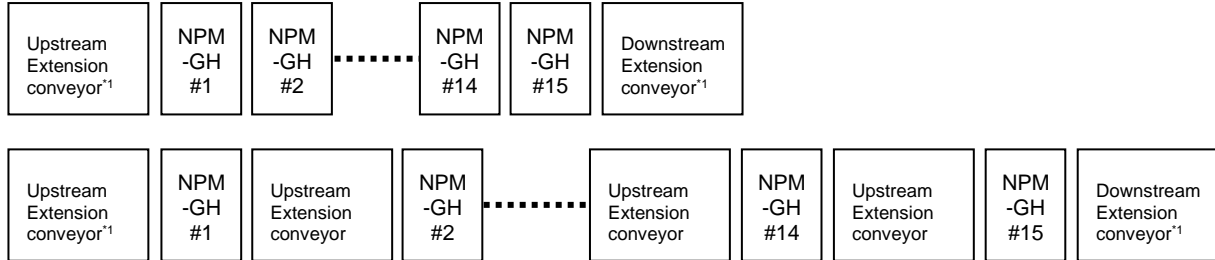 Upstream
Extension
conveyor*1
NPM
-GH
#1
NPM
-GH
#2
NPM
-GH
#14
NPM
-GH
#15
Downstream
Extension
conveyor*1
Upstream
Extension
conveyor*1
NPM
-GH
#1
Upstream
Extension
conveyor
NPM
-GH
#2
Upstream
Extension
conveyor
NPM
-GH
#14
Upstream
Extension
conveyor
NPM
-GH
#15
Downstream
Extension
conveyor*1